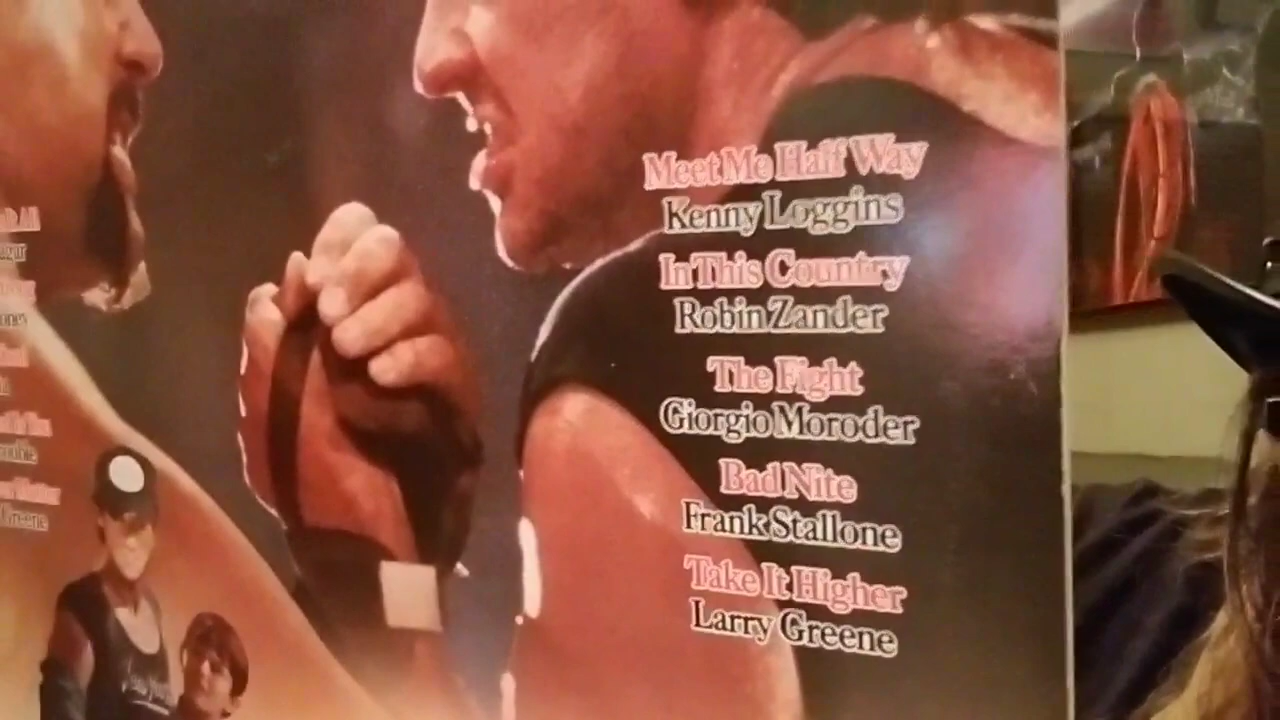 Meet Me Half Way
Kenny Loggins
In This Country
Robin Zander
The Fight
Giorgio Moroder
Bad Nite
Frank Stallone
Take It Higher
Larry Greene
Greene